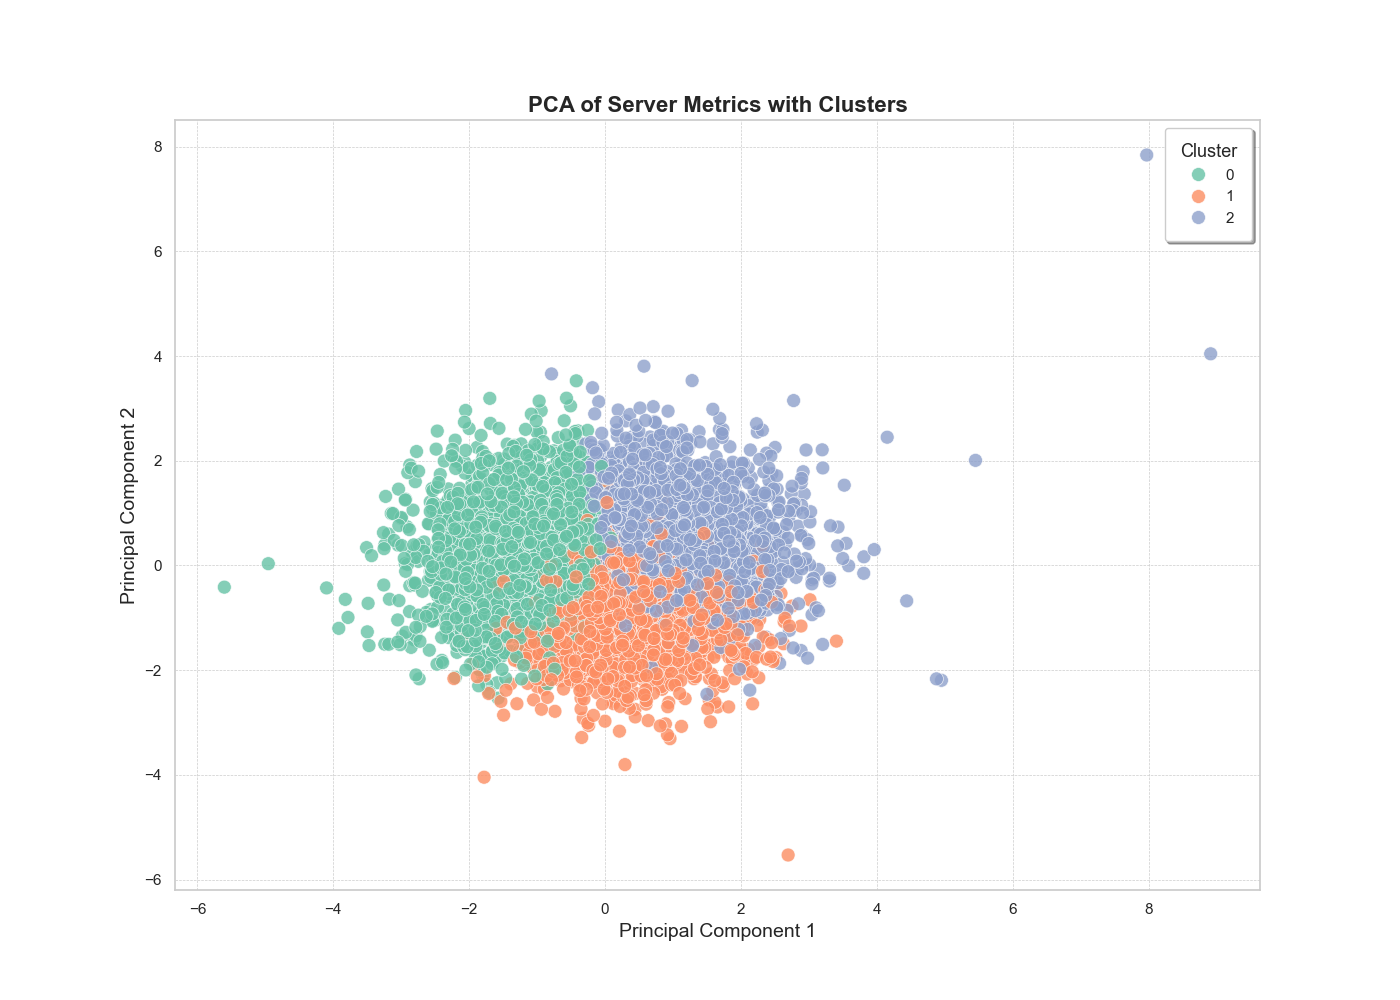 PCA of Server Metrics with Clusters
Cluster
0
1
2
8
6
4
2
0
−2
−4
−6
Principal Component 2
−6 −4 −2 0 2 4 6 8
Principal Component 1